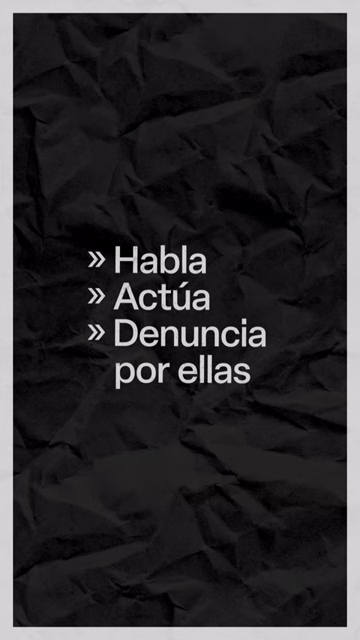 » Habla
» Actúa
» Denuncia
por ellas